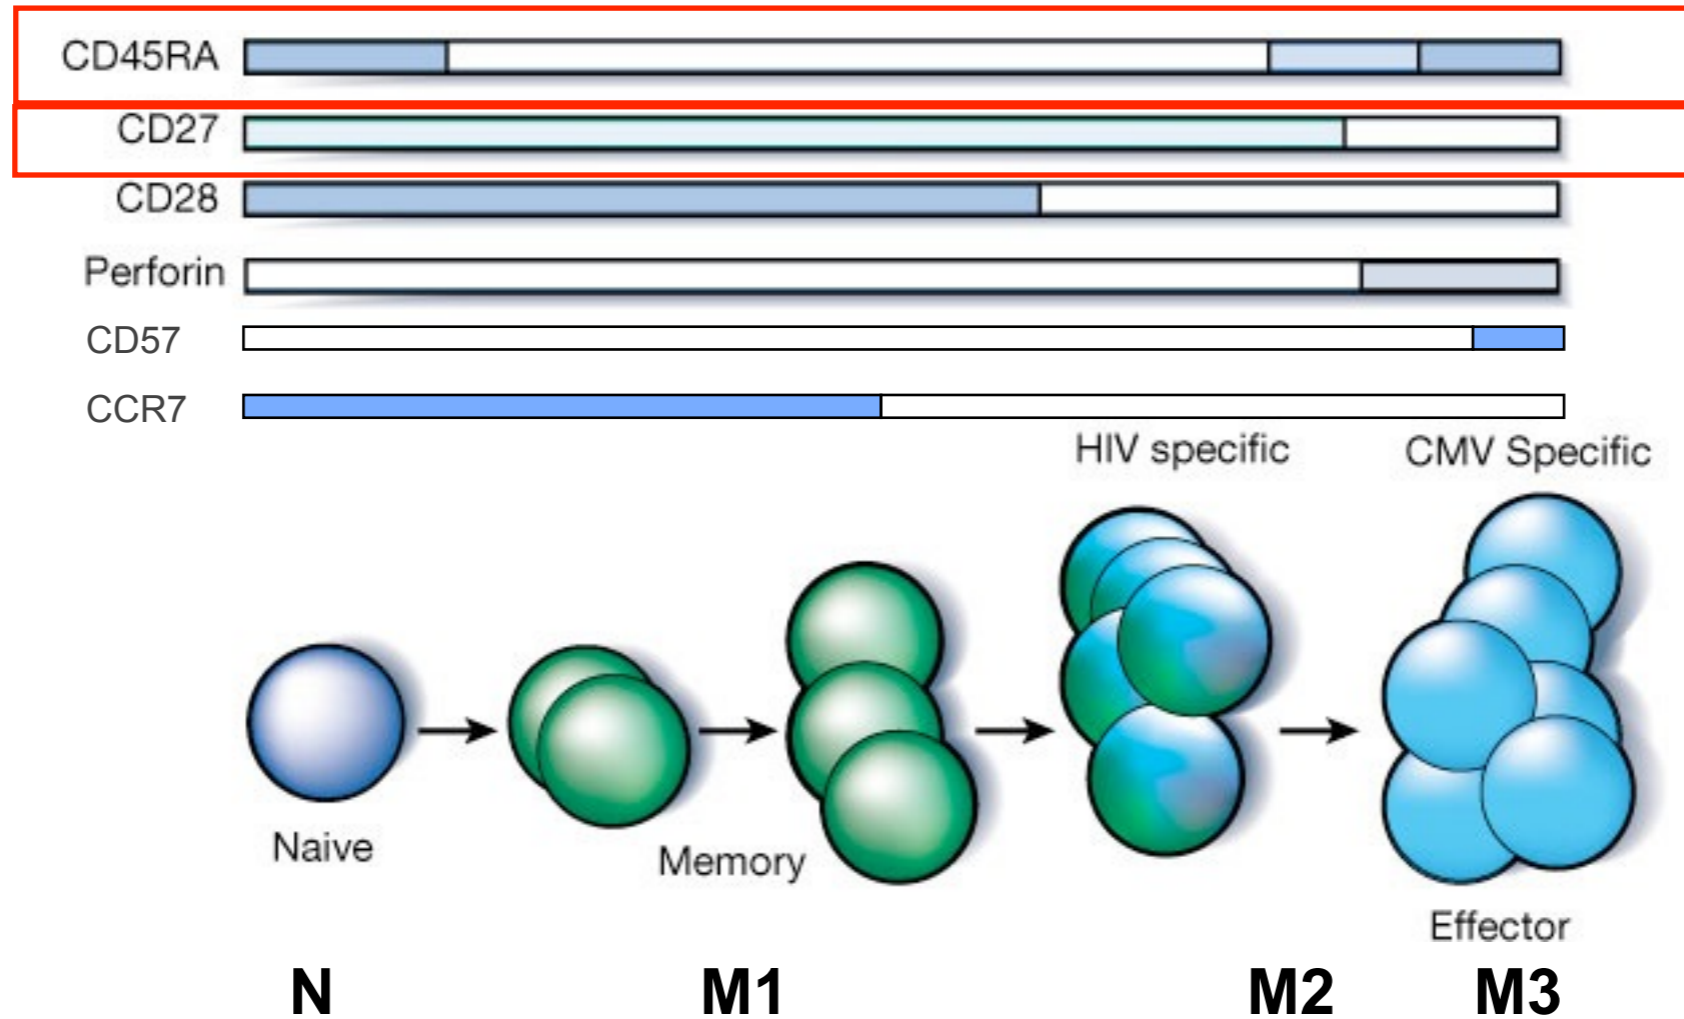 CD45RA
CD27
CD28
Perforin
CD57
CCR7
HIV specific
CMV Specific
Naive
Memory
Effector
N
M1
M2
M3